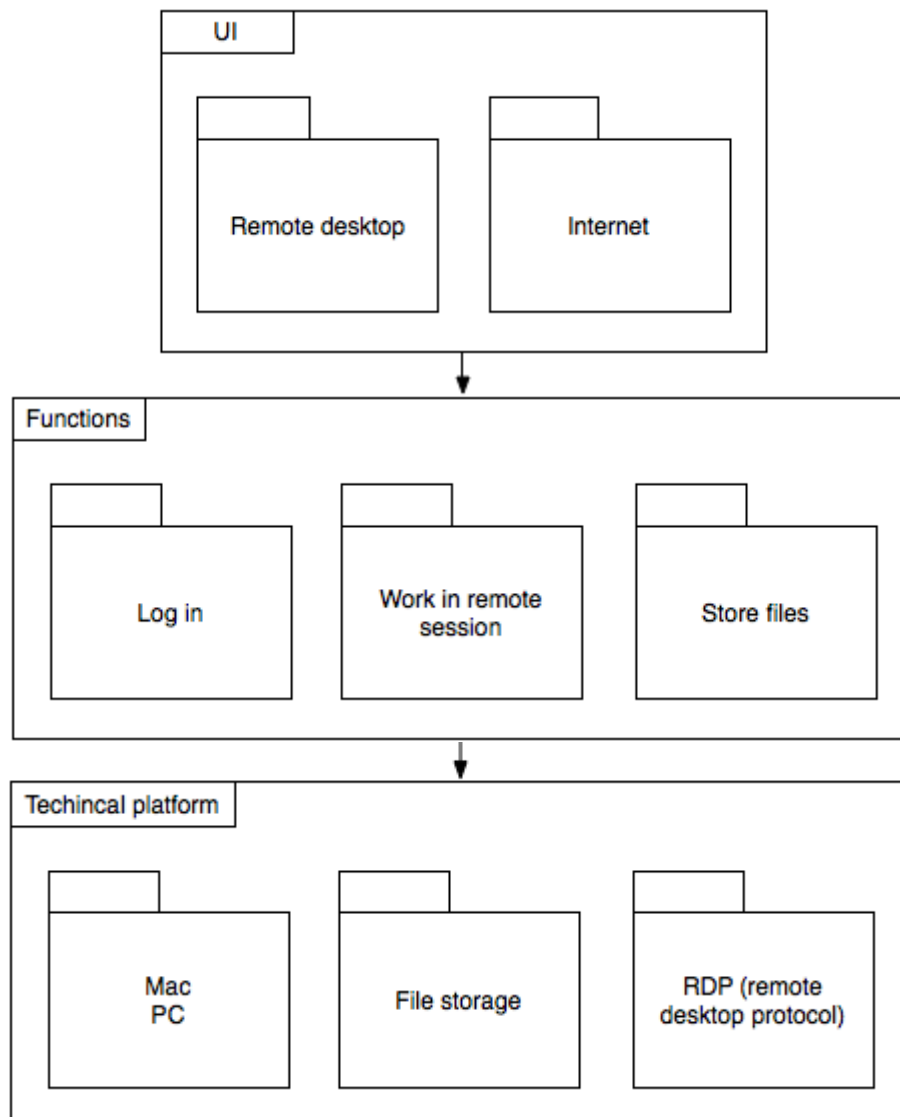 UI
Remote desktop
Internet
Functions
Log in
Work in remote
session
Store files
Techincal platform
Mac
PC
File storage
RDP (remote
desktop protocol)